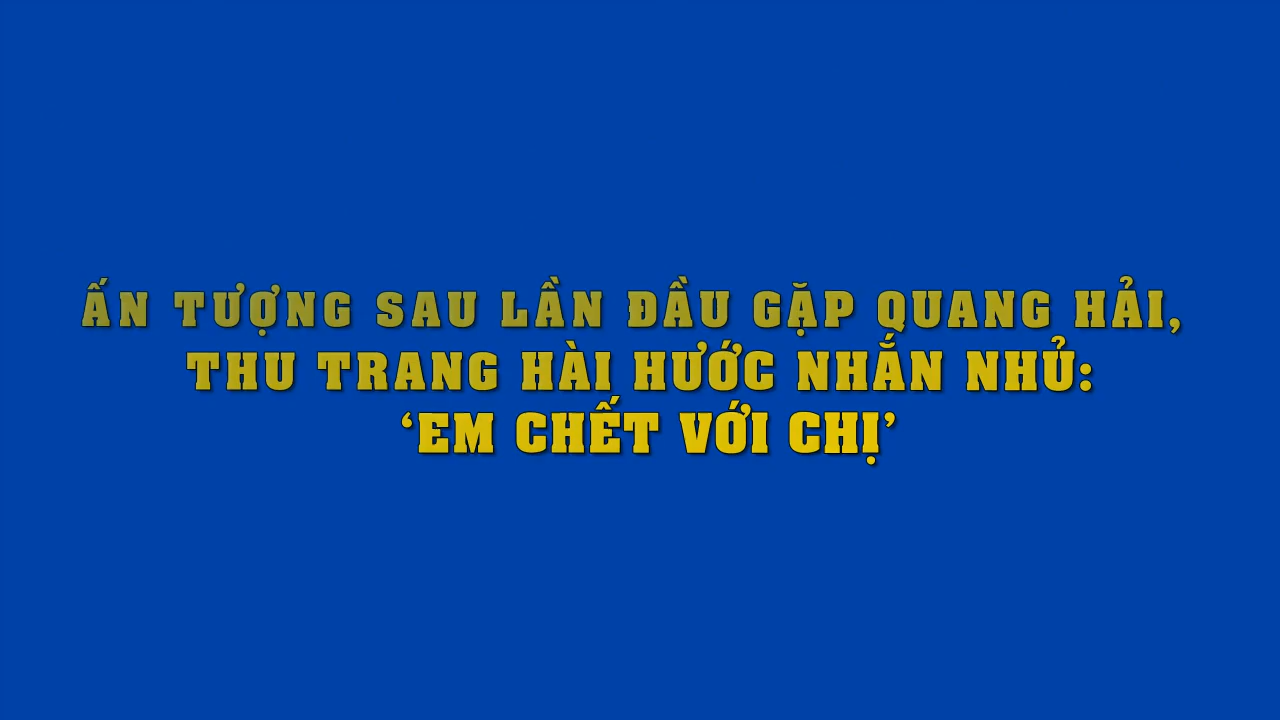 ẤN TƯỢNG SAU LẦN ĐẦU GẶP QUANG HẢI,
THU TRANG HÀI HƯỚC NHẮN NHỦ:
‘EM CHẾT VỚI CHỊ’